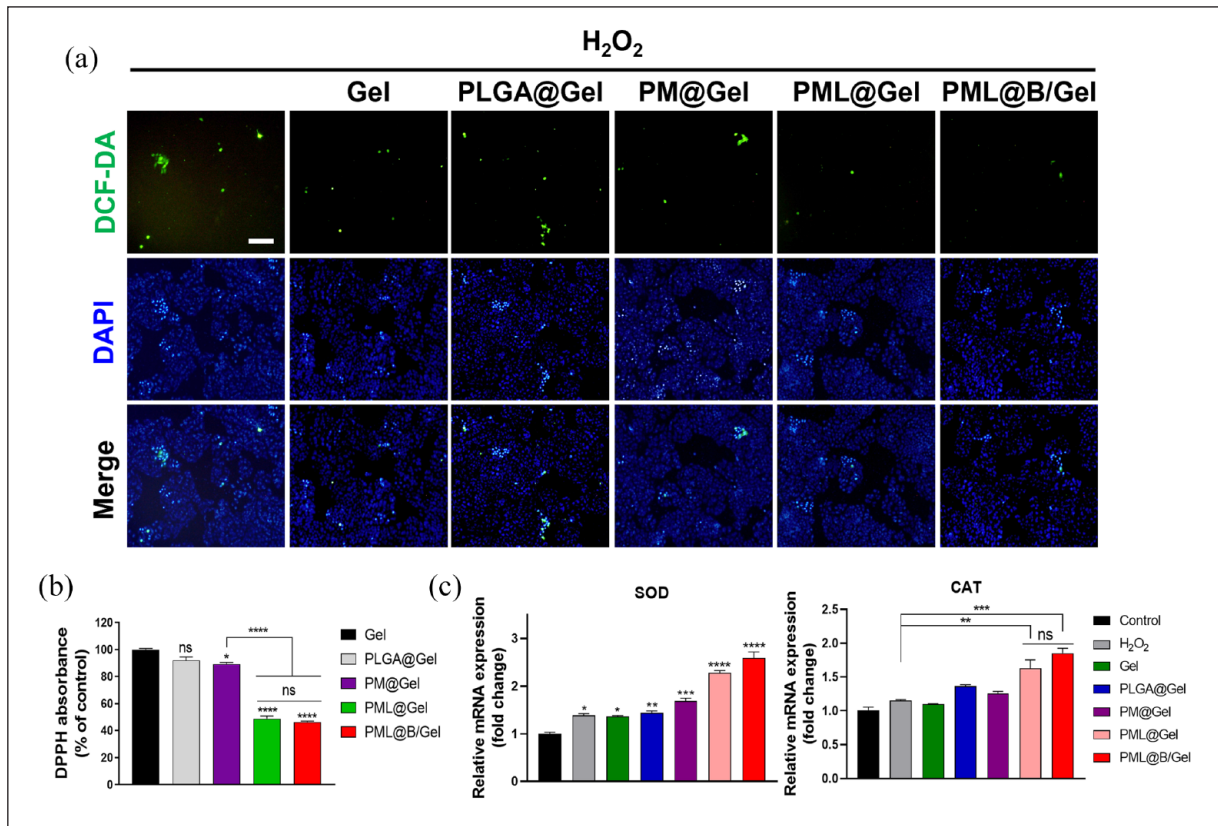 (a)
H₂O₂
Gel PLGA@Gel PM@Gel PML@Gel PML@B/Gel
DCF-DA
DAPI
Merge
(b)
DPPH absorbance
(% of control)
120
100
80
60
40
20
0
ns
*
****
ns
**** ****
Gel
PLGA@Gel
PM@Gel
PML@Gel
PML@B/Gel
(c)
SOD
Relative mRNA expression
(fold change)
3
2
1
0
* * ** *** **** ****
CAT
Relative mRNA expression
(fold change)
2.5
2.0
1.5
1.0
0.5
0.0
***
**
ns
Control
H₂O₂
Gel
PLGA@Gel
PM@Gel
PML@Gel
PML@B/Gel